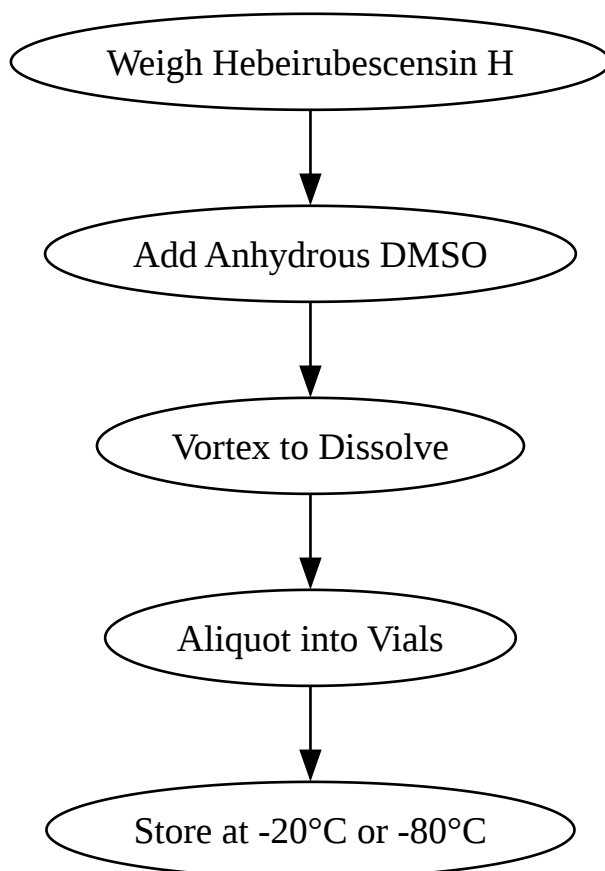 Weigh Hebeirubescensin H
Add Anhydrous DMSO
Vortex to Dissolve
Aliquot into Vials
Store at -20°C or -80°C